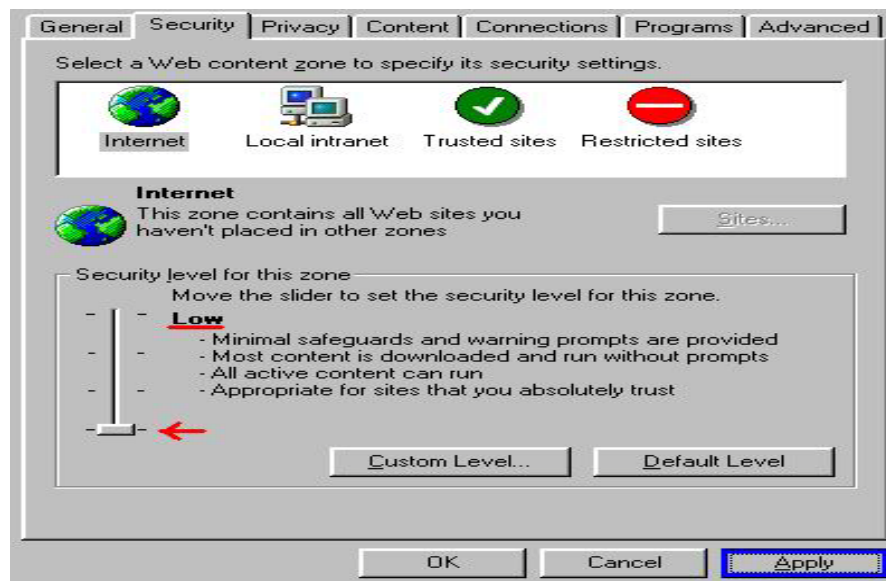 General Security Privacy Content Connections Programs Advanced
Select a Web content zone to specify its security settings.
Internet Local intranet Trusted sites Restricted sites
Internet
This zone contains all Web sites you
haven't placed in other zones
Sites...
Security level for this zone
Move the slider to set the security level for this zone.
Low
- Minimal safeguards and warning prompts are provided
- Most content is downloaded and run without prompts
- All active content can run
- Appropriate for sites that you absolutely trust
Custom Level... Default Level
OK Cancel Apply